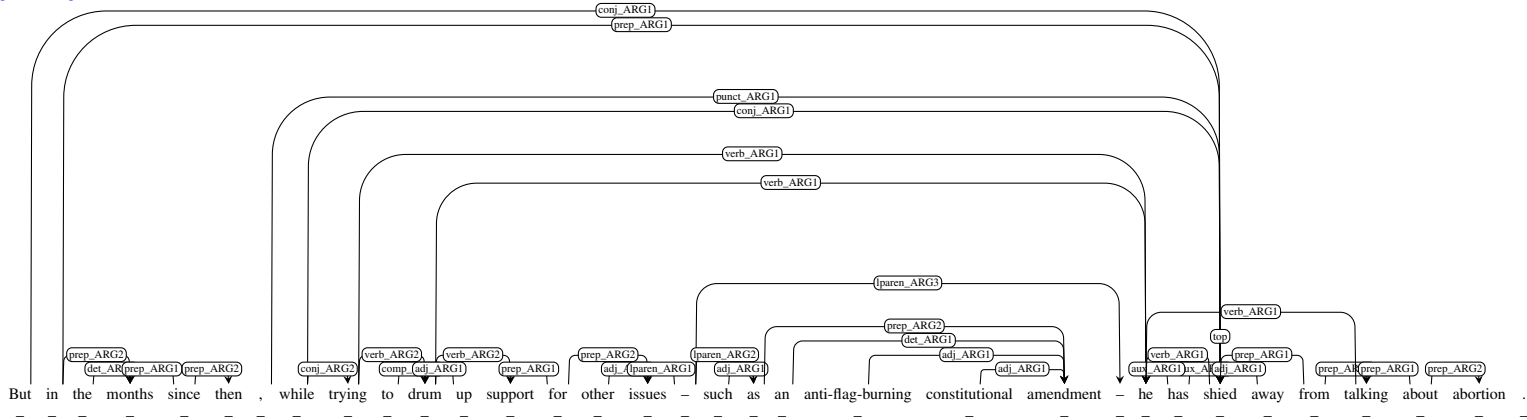 conj_ARG1
prep_ARG1
punct_ARG1
conj_ARG1
verb_ARG1
verb_ARG1
lparen_ARG3
verb_ARG1
prep_ARG2
top
det_ARG1
prep_ARG2 verb_ARG2 verb_ARG2 prep_ARG2 lparen_ARG2 adj_ARG1 verb_ARG1 prep_ARG1
prep_ARG1 prep_ARG2 conj_ARG2 adj_ARG1 prep_ARG1 lparen_ARG1 adj_ARG1 adj_ARG1 adj_ARG1 prep_ARG1 prep_ARG2
But in the months since then , while trying to drum up support for other issues – such as an anti-flag-burning constitutional amendment – he has shied away from talking about abortion .